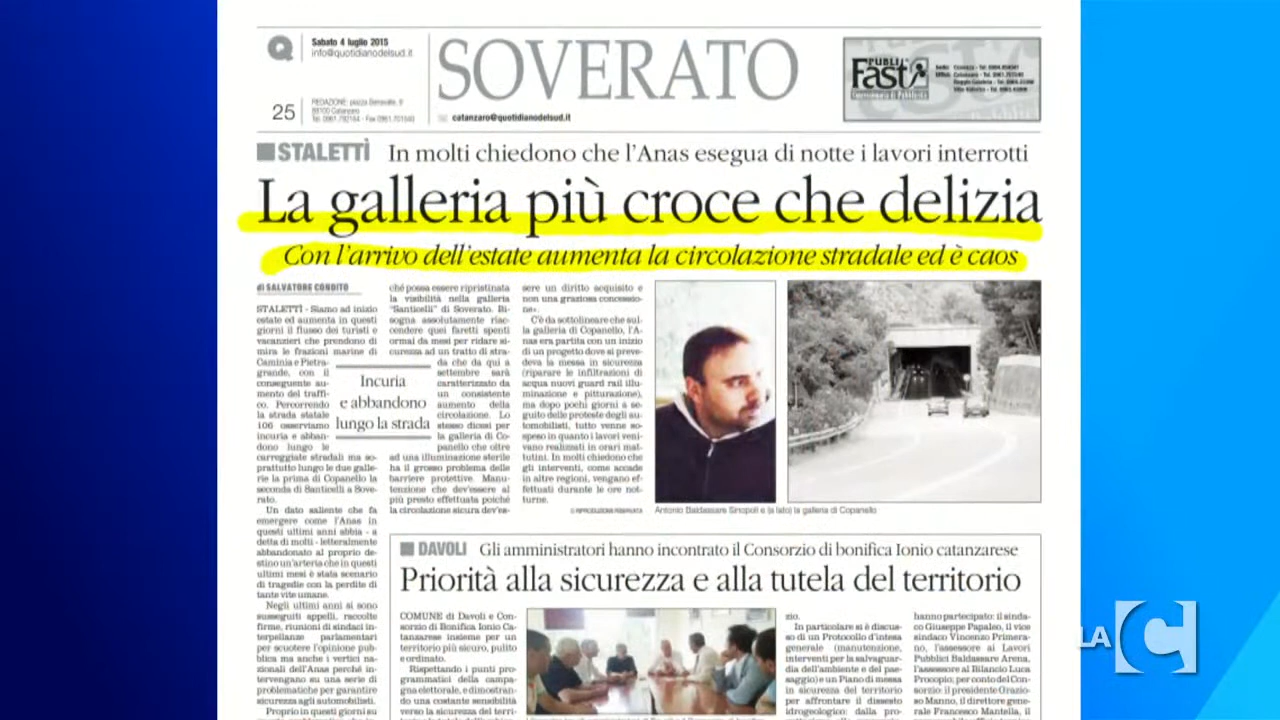 Sabato 4 luglio 2015
info@quotidianodelsud.it
25
REDAZIONE: piazza Serravalle, 9
88100 Catanzaro
SOVERATO
catanzaro@quotidianodelsud.it
PUBLI
Fast
STALETTÌ In molti chiedono che l'Anas esegua di notte i lavori interrotti
La galleria più croce che delizia
Con l'arrivo dell'estate aumenta la circolazione stradale ed è caos
di SALVATORE CONDITO
STALETTÌ - Siamo ad inizio
estate ed aumenta in questi
giorni il flusso dei turisti e
vacanzieri che prendono di
mira le frazioni marine di
Caminia e Pietra-
grande, con il
conseguente au-
mento del traffi-
co. Percorrendo
la strada statale
106 osserviamo
incuria e abban-
dono lungo le
carreggiate stradali ma so-
prattutto lungo le due galle-
rie la prima di Copanello la
seconda di Santicelli a Sove-
rato.
Un dato saliente che fa
emergere come l'Anas in
questi ultimi anni abbia - a
detta di molti - letteralmente
abbandonato al proprio de-
stino un'arteria che in questi
ultimi mesi è stata scenario
di tragedie con la perdite di
tante vite umane.
Negli ultimi anni si sono
susseguiti appelli, raccolte
firme, riunioni di sindaci in-
terpellanze parlamentari
per scuotere l'opinione pub-
blica ma anche i vertici na-
zionali dell'Anas perché in-
tervengano su una serie di
problematiche per garantire
sicurezza agli automobilisti.
Proprio in questi giorni su
Incuria
e abbandono
lungo la strada
ché possa essere ripristinata
la visibilità nella galleria
"Santicelli" di Soverato. Bi-
sogna assolutamente riac-
cendere quei faretti spenti
ormai da mesi per ridare si-
curezza ad un tratto di stra-
da che da qui a
settembre sarà
caratterizzato da
un consistente
aumento della
circolazione. Lo
stesso dicasi per
la galleria di Co-
panello che oltre
ad una illuminazione sterile
ha il grosso problema delle
barriere protettive. Manu-
tenzione che dev'essere al
più presto effettuata poiché
la circolazione sicura dev'es-
sere un diritto acquisito e
non una graziosa concessio-
ne».
C'è da sottolineare che sul-
la galleria di Copanello, l'A-
nas era partita con un inizio
di un progetto dove si preve-
deva la messa in sicurezza
(riparare le infiltrazioni di
acqua nuovi guard rail illu-
minazione e pitturazione),
ma dopo pochi giorni a se-
guito delle proteste degli au-
tomobilisti, tutto venne so-
speso in quanto i lavori veni-
vano realizzati in orari mat-
tutini. In molti chiedono che
gli interventi, come accade
in altre regioni, vengano ef-
fettuati durante le ore not-
turne.
© RIPRODUZIONE RISERVATA
Antonio Baldassare Sinopoli e (a lato) la galleria di Copanello
DAVOLI Gli amministratori hanno incontrato il Consorzio di bonifica Ionio catanzarese
Priorità alla sicurezza e alla tutela del territorio
COMUNE di Davoli e Con-
sorzio di Bonifica Ionio Ca-
tanzarese insieme per un
territorio più sicuro, pulito
e ordinato.
Rispettando i punti pro-
grammatici della campa-
gna elettorale, e dimostran-
do una costante sensibilità
verso la sicurezza del terri-
zio.
In particolare si è discus-
so di un Protocollo d'intesa
generale (manutenzione,
interventi per la salvaguar-
dia dell'ambiente e del pae-
saggio) e un Piano di messa
in sicurezza del territorio
per affrontare il dissesto
idrogeologico: dalla pro-
hanno partecipato: il sinda-
co Giuseppe Papaleo, il vice
sindaco Vincenzo Primera-
no, l'assessore ai Lavori
Pubblici Baldassare Arena,
l'assessore al Bilancio Luca
Procopio; per conto del Con-
sorzio: il presidente Orazio-
so Manno, il direttore gene-
rale Francesco Mantella, il
LA C